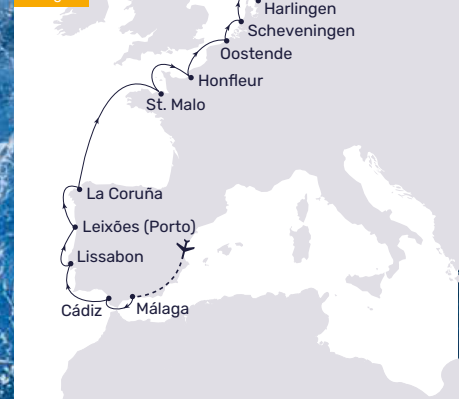 Harlingen
Scheveningen
Oostende
Honfleur
St. Malo
La Coruña
Leixões (Porto)
Lissabon
Cádiz
Málaga